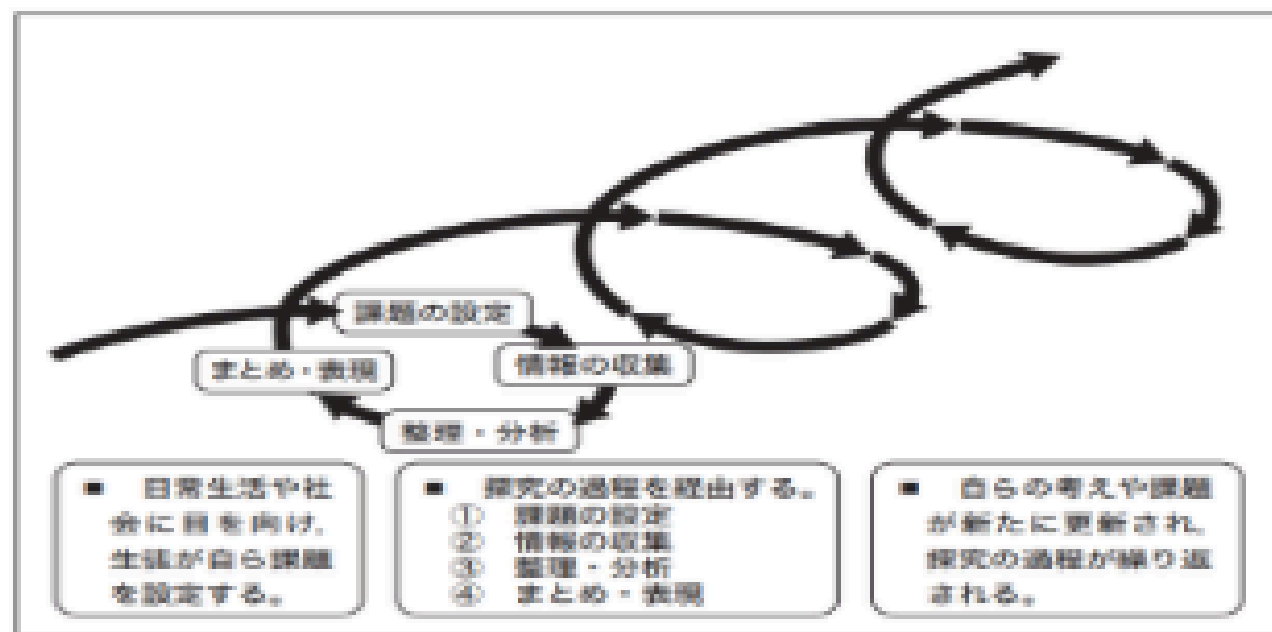 課題の設定
情報の収集
まとめ・表現
整理・分析
■ 日常生活や社
会に目を向け，
生徒が自ら課題
を設定する。
■ 探究の過程を経由する。
① 課題の設定
② 情報の収集
③ 整理・分析
④ まとめ・表現
■ 自らの考えや課題
が新たに更新され，
探究の過程が繰り返
される。